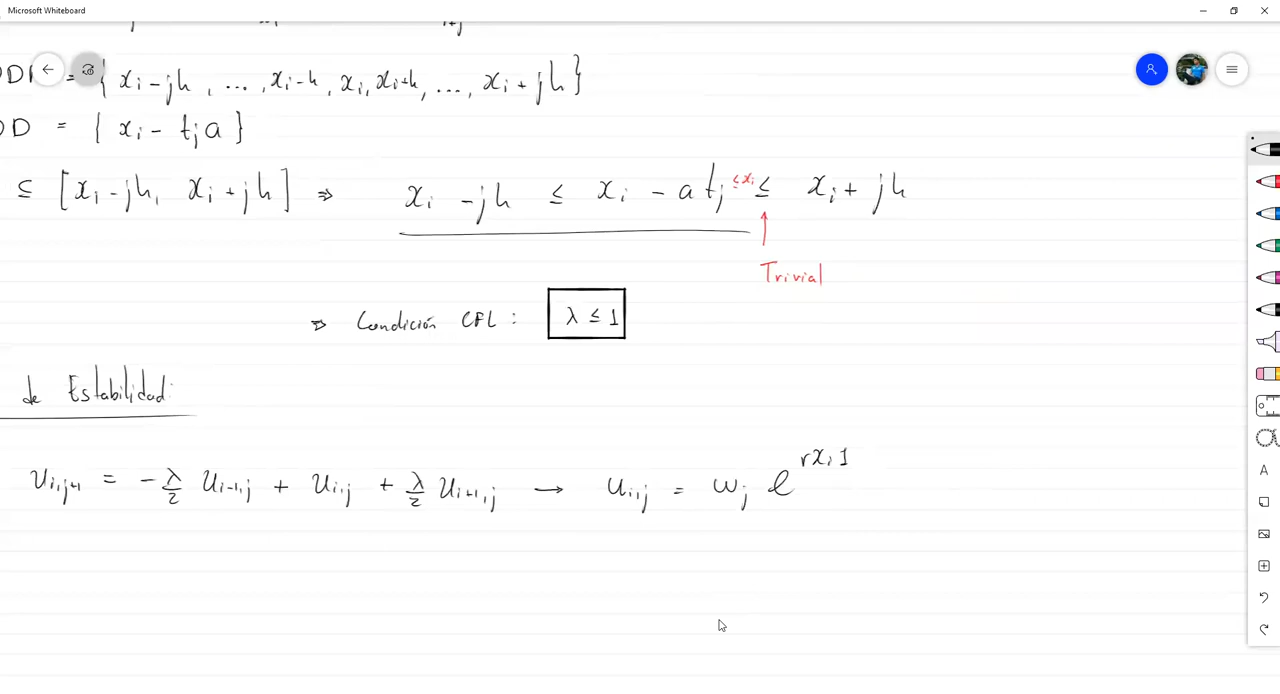 Microsoft Whiteboard
= { x_i - jh, ..., x_i - h, x_i, x_i + h, ..., x_i + jh }
DD = { x_i - t_j a }
⊆ [x_i - jh, x_i + jh] ⇒ x_i - jh ≤ x_i - a t_j ≤ x_i ≤ x_i + jh
Trivial
⇒ Condición CFL: λ ≤ 1
de Estabilidad:
u_{i,j+1} = -λ/2 u_{i-1,j} + u_{i,j} + λ/2 u_{i+1,j} → u_{i,j} = w_j e^{r x_i 1}
A